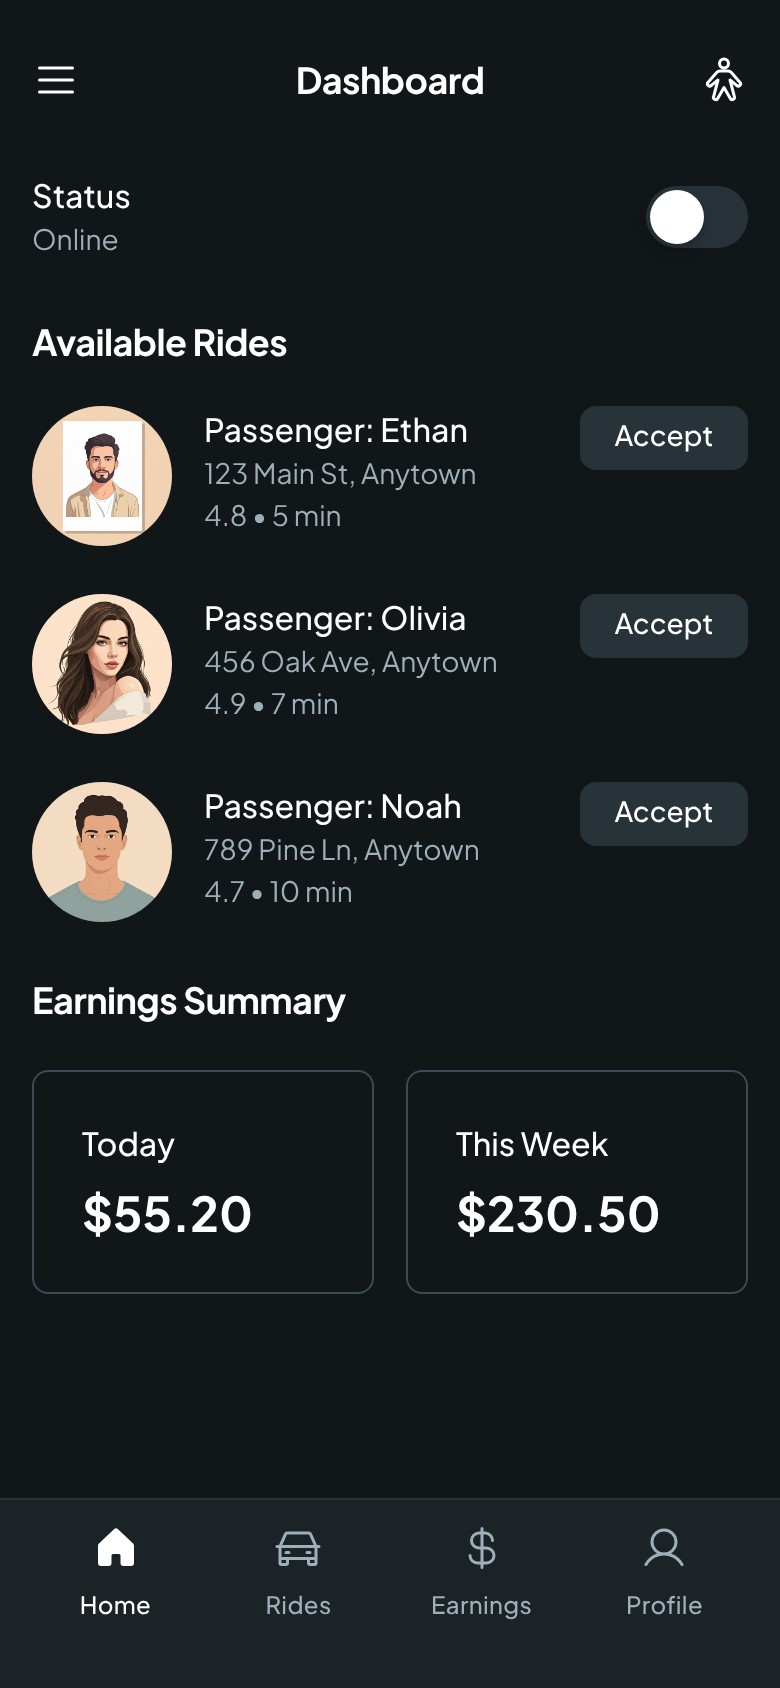 Dashboard
Status
Online
Available Rides
Passenger: Ethan
123 Main St, Anytown
4.8 • 5 min
Accept
Passenger: Olivia
456 Oak Ave, Anytown
4.9 • 7 min
Accept
Passenger: Noah
789 Pine Ln, Anytown
4.7 • 10 min
Accept
Earnings Summary
Today
$55.20
This Week
$230.50
Home
Rides
Earnings
Profile